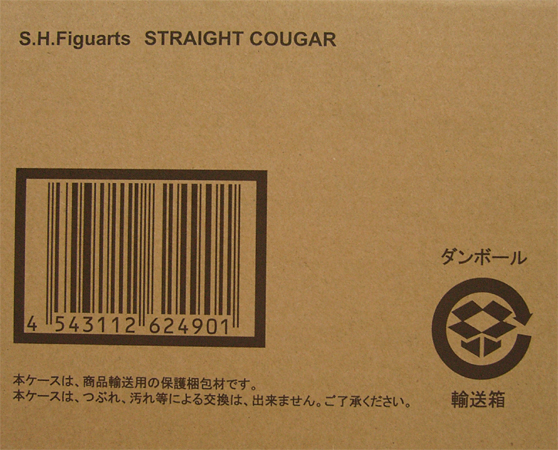 S.H.Figuarts STRAIGHT COUGAR
4 543112 624901
ダンボール
輸送箱
本ケースは、商品輸送用の保護梱包材です。
本ケースは、つぶれ、汚れ等による交換は、出来ません。ご了承ください。